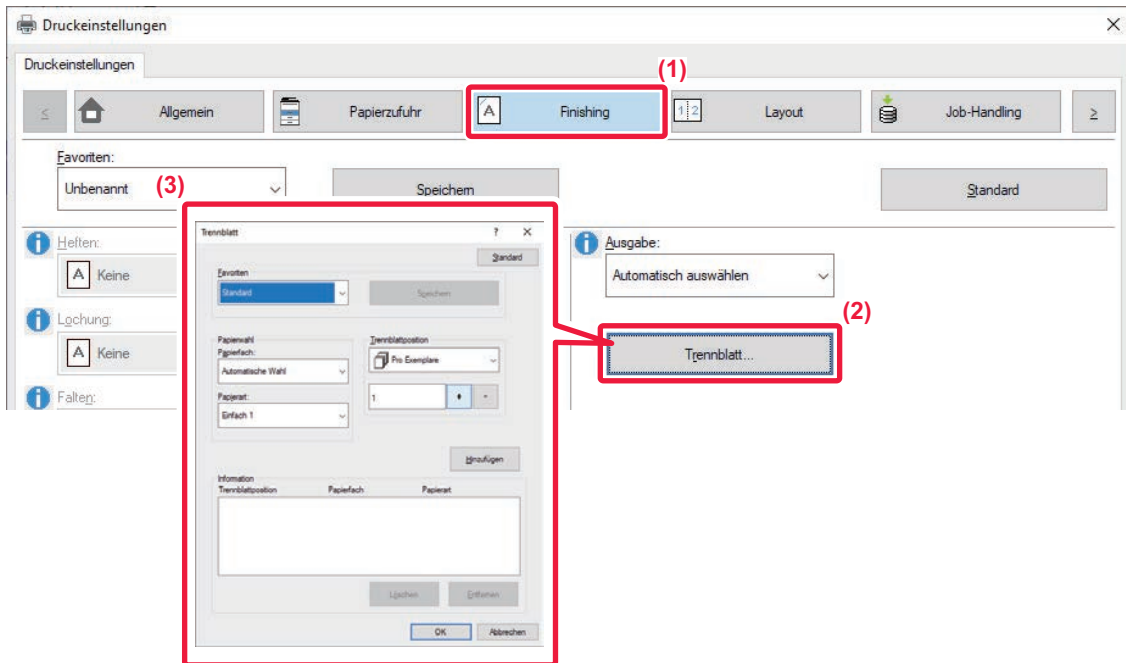 Druckeinstellungen
Druckeinstellungen
(1)
< Allgemein Papierzufuhr A Finishing 1 2 Layout Job-Handling >
Favoriten:
Unbenannt Speichern Standard
(3)
Trennblatt ? ×
Standard
Favoriten
Standard Speichern
Papierwahl
Papierfach:
Automatische Wahl
Papierart:
Einfach 1
Trennblattposition
Pro Exemplare
1 + -
Hinzufügen
Information
Trennblattposition Papierfach Papierart
Löschen Entfernen
OK Abbrechen
Heften:
A Keine
Lochung:
A Keine
Falten:
Ausgabe:
Automatisch auswählen
(2)
Trennblatt...